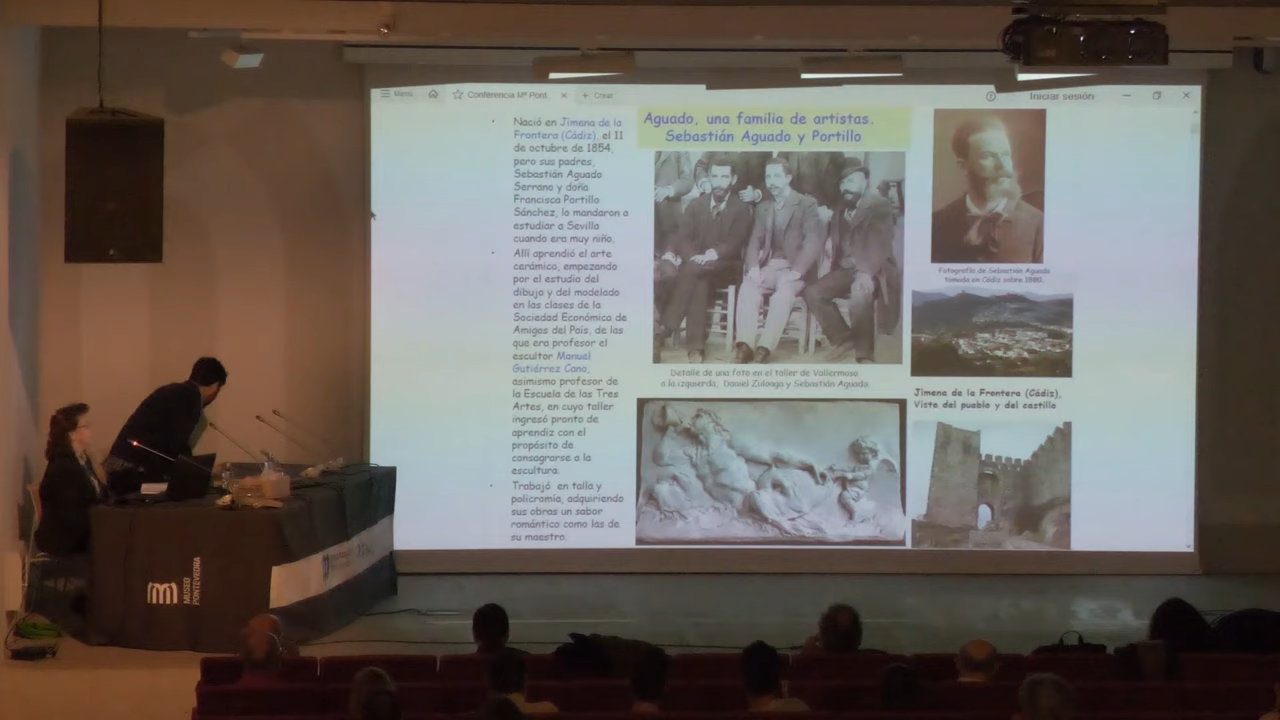 Menú
Conferencia Mª Pont.
Crear
Iniciar sesión
Aguado, una familia de artistas.
Sebastián Aguado y Portillo
• Nació en Jimena de la
Frontera (Cádiz), el 11
de octubre de 1854,
pero sus padres,
Sebastián Aguado
Serrano y doña
Francisca Portillo
Sánchez, lo mandaron a
estudiar a Sevilla
cuando era muy niño.
• Allí aprendió el arte
cerámico, empezando
por el estudio del
dibujo y del modelado
en las clases de la
Sociedad Económica de
Amigos del País, de las
que era profesor el
escultor Manuel
Gutiérrez Cano,
asimismo profesor de
la Escuela de las Tres
Artes, en cuyo taller
ingresó pronto de
aprendiz con el
propósito de
consagrarse a la
escultura.
• Trabajó en talla y
policromía, adquiriendo
sus obras un sabor
romántico como las de
su maestro.
Detalle de una foto en el taller de Vallermoso
a la izquierda, Daniel Zuloaga y Sebastián Aguado.
Fotografía de Sebastián Aguado
tomada en Cádiz sobre 1880.
Jimena de la Frontera (Cádiz),
Vista del pueblo y del castillo
MUSEO
PONTEVEDRA